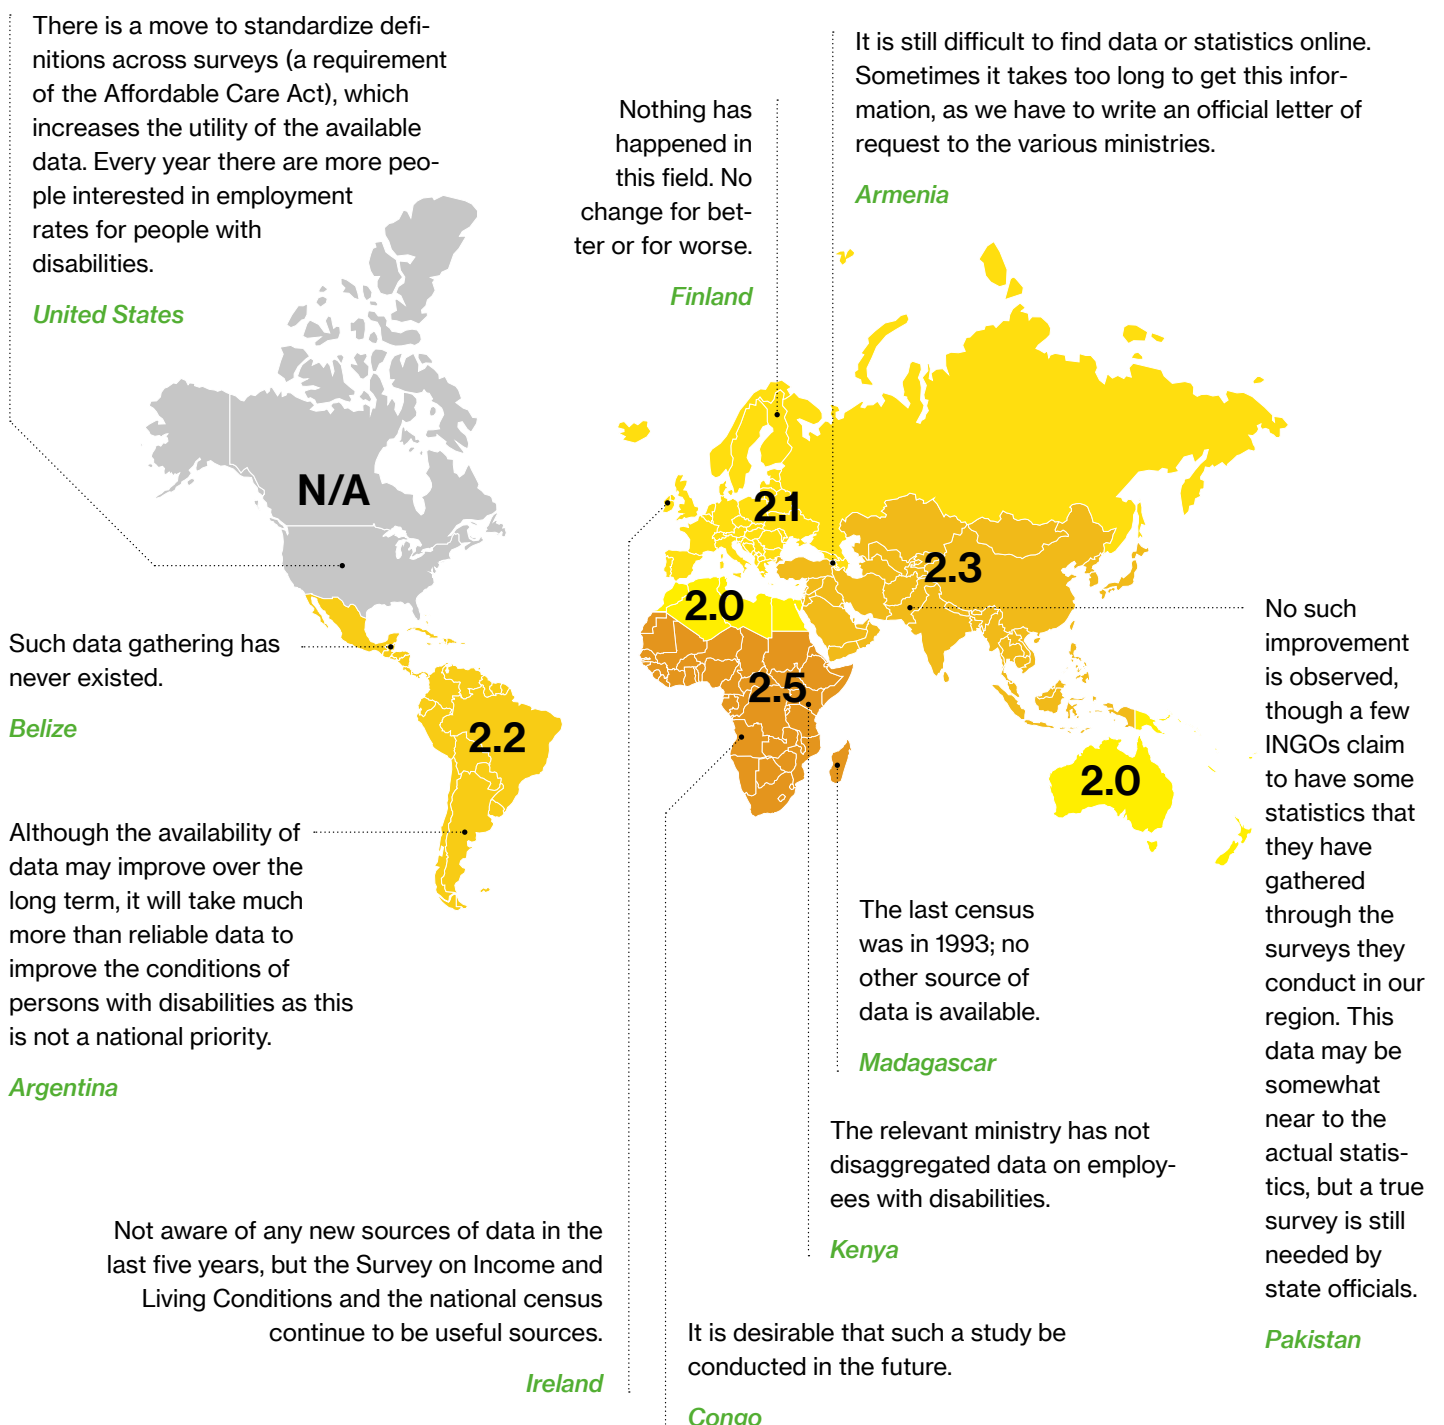 There is a move to standardize defi-
nitions across surveys (a requirement
of the Affordable Care Act), which
increases the utility of the available
data. Every year there are more peo-
ple interested in employment
rates for people with
disabilities.
United States
Nothing has
happened in
this field. No
change for bet-
ter or for worse.
Finland
It is still difficult to find data or statistics online.
Sometimes it takes too long to get this infor-
mation, as we have to write an official letter of
request to the various ministries.
Armenia
N/A
2.1
2.3
2.0
2.5
2.2
2.0
Such data gathering has
never existed.
Belize
Although the availability of
data may improve over the
long term, it will take much
more than reliable data to
improve the conditions of
persons with disabilities as this
is not a national priority.
Argentina
No such
improvement
is observed,
though a few
INGOs claim
to have some
statistics that
they have
gathered
through the
surveys they
conduct in our
region. This
data may be
somewhat
near to the
actual statis-
tics, but a true
survey is still
needed by
state officials.
Pakistan
The last census
was in 1993; no
other source of
data is available.
Madagascar
The relevant ministry has not
disaggregated data on employ-
ees with disabilities.
Kenya
Not aware of any new sources of data in the
last five years, but the Survey on Income and
Living Conditions and the national census
continue to be useful sources.
Ireland
It is desirable that such a study be
conducted in the future.
Congo